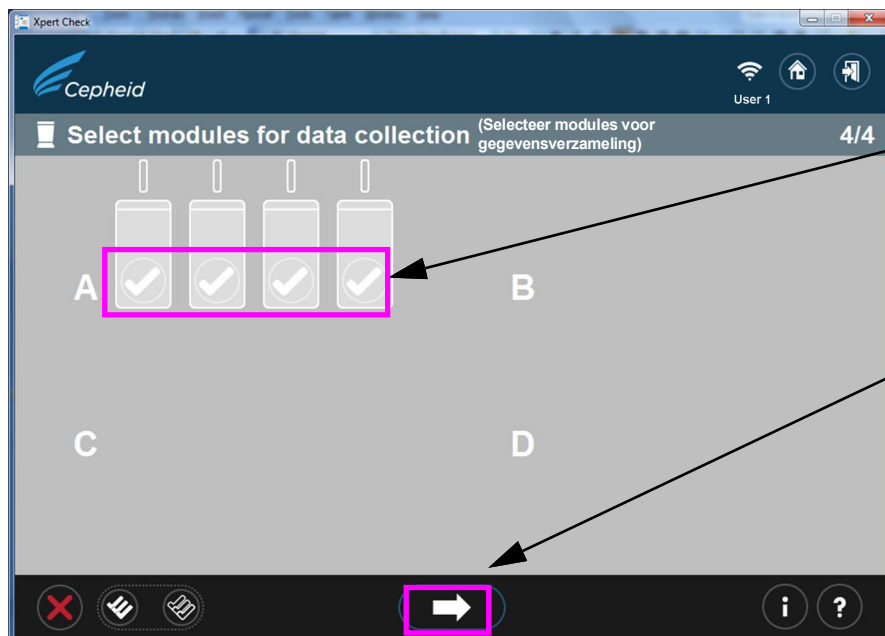 Xpert Check
Cepheid
User 1
Select modules for data collection (Selecteer modules voor
gegevensverzameling)
4/4
A
B
C
D
i
?